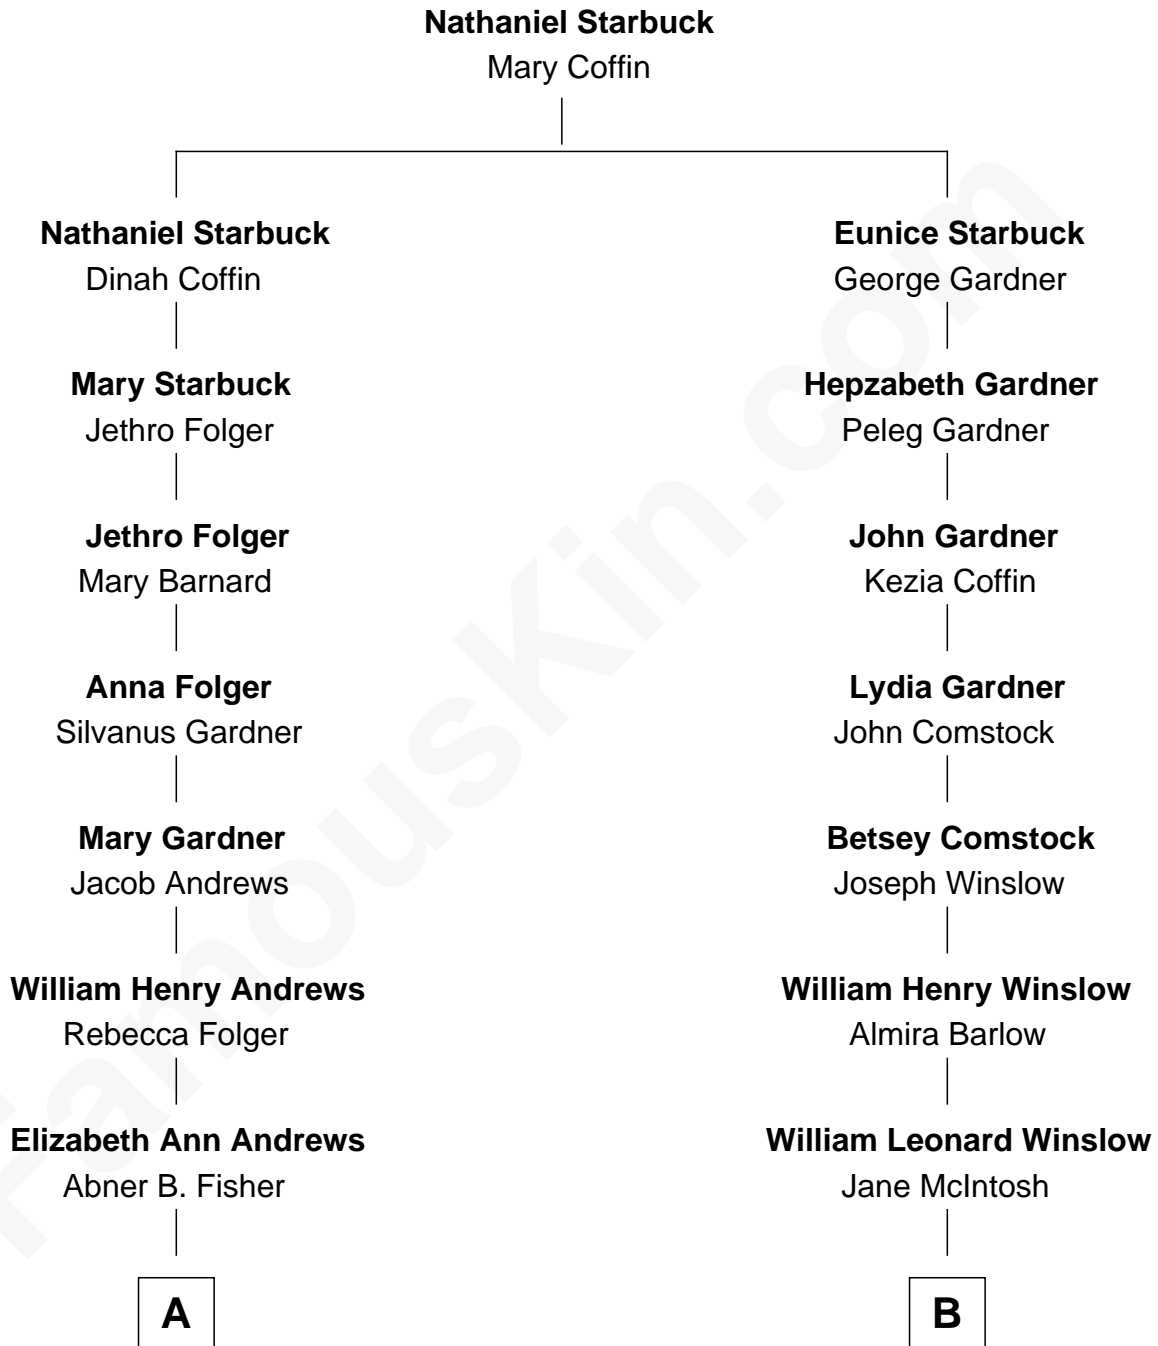 Nathaniel Starbuck
Mary Coffin
Nathaniel Starbuck
Dinah Coffin
Eunice Starbuck
George Gardner
Mary Starbuck
Jethro Folger
Hepzabeth Gardner
Peleg Gardner
Jethro Folger
Mary Barnard
John Gardner
Kezia Coffin
Anna Folger
Silvanus Gardner
Lydia Gardner
John Comstock
Mary Gardner
Jacob Andrews
Betsey Comstock
Joseph Winslow
William Henry Andrews
Rebecca Folger
William Henry Winslow
Almira Barlow
Elizabeth Ann Andrews
Abner B. Fisher
William Leonard Winslow
Jane McIntosh
A
B
FamousKin.com